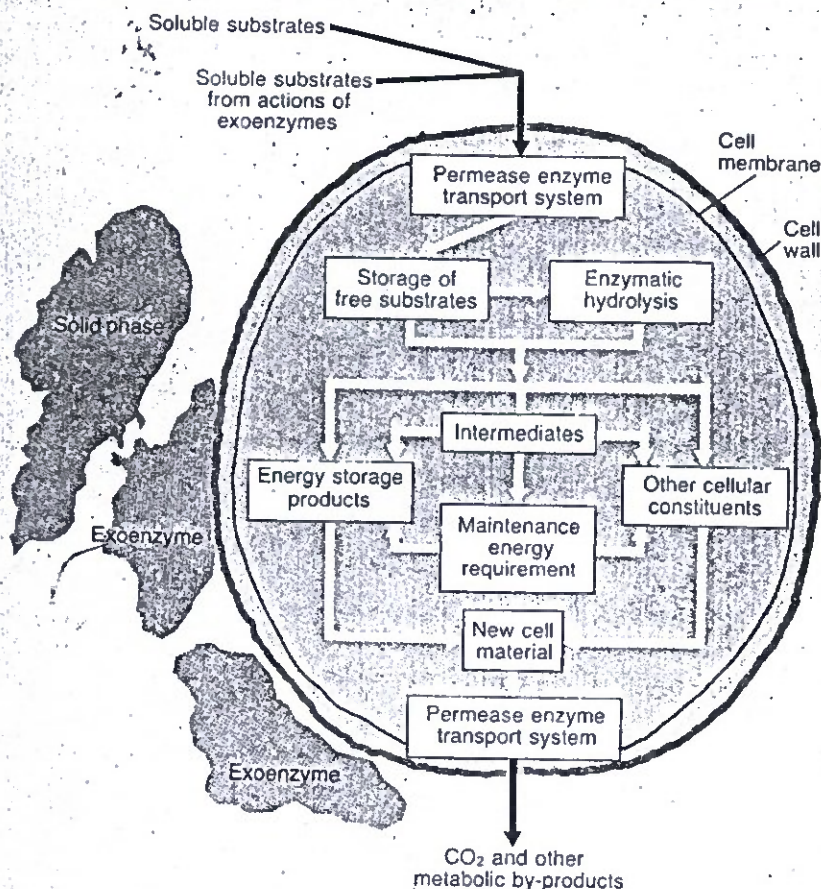 Soluble substrates
Soluble substrates
from actions of
exoenzymes
Cell
membrane
Cell
wall
Permease enzyme
transport system
Storage of
free substrates
Enzymatic
hydrolysis
Solid phase
Intermediates
Energy storage
products
Other cellular
constituents
Exoenzyme
Maintenance
energy
requirement
New cell
material
Permease enzyme
transport system
Exoenzyme
CO₂ and other
metabolic by-products